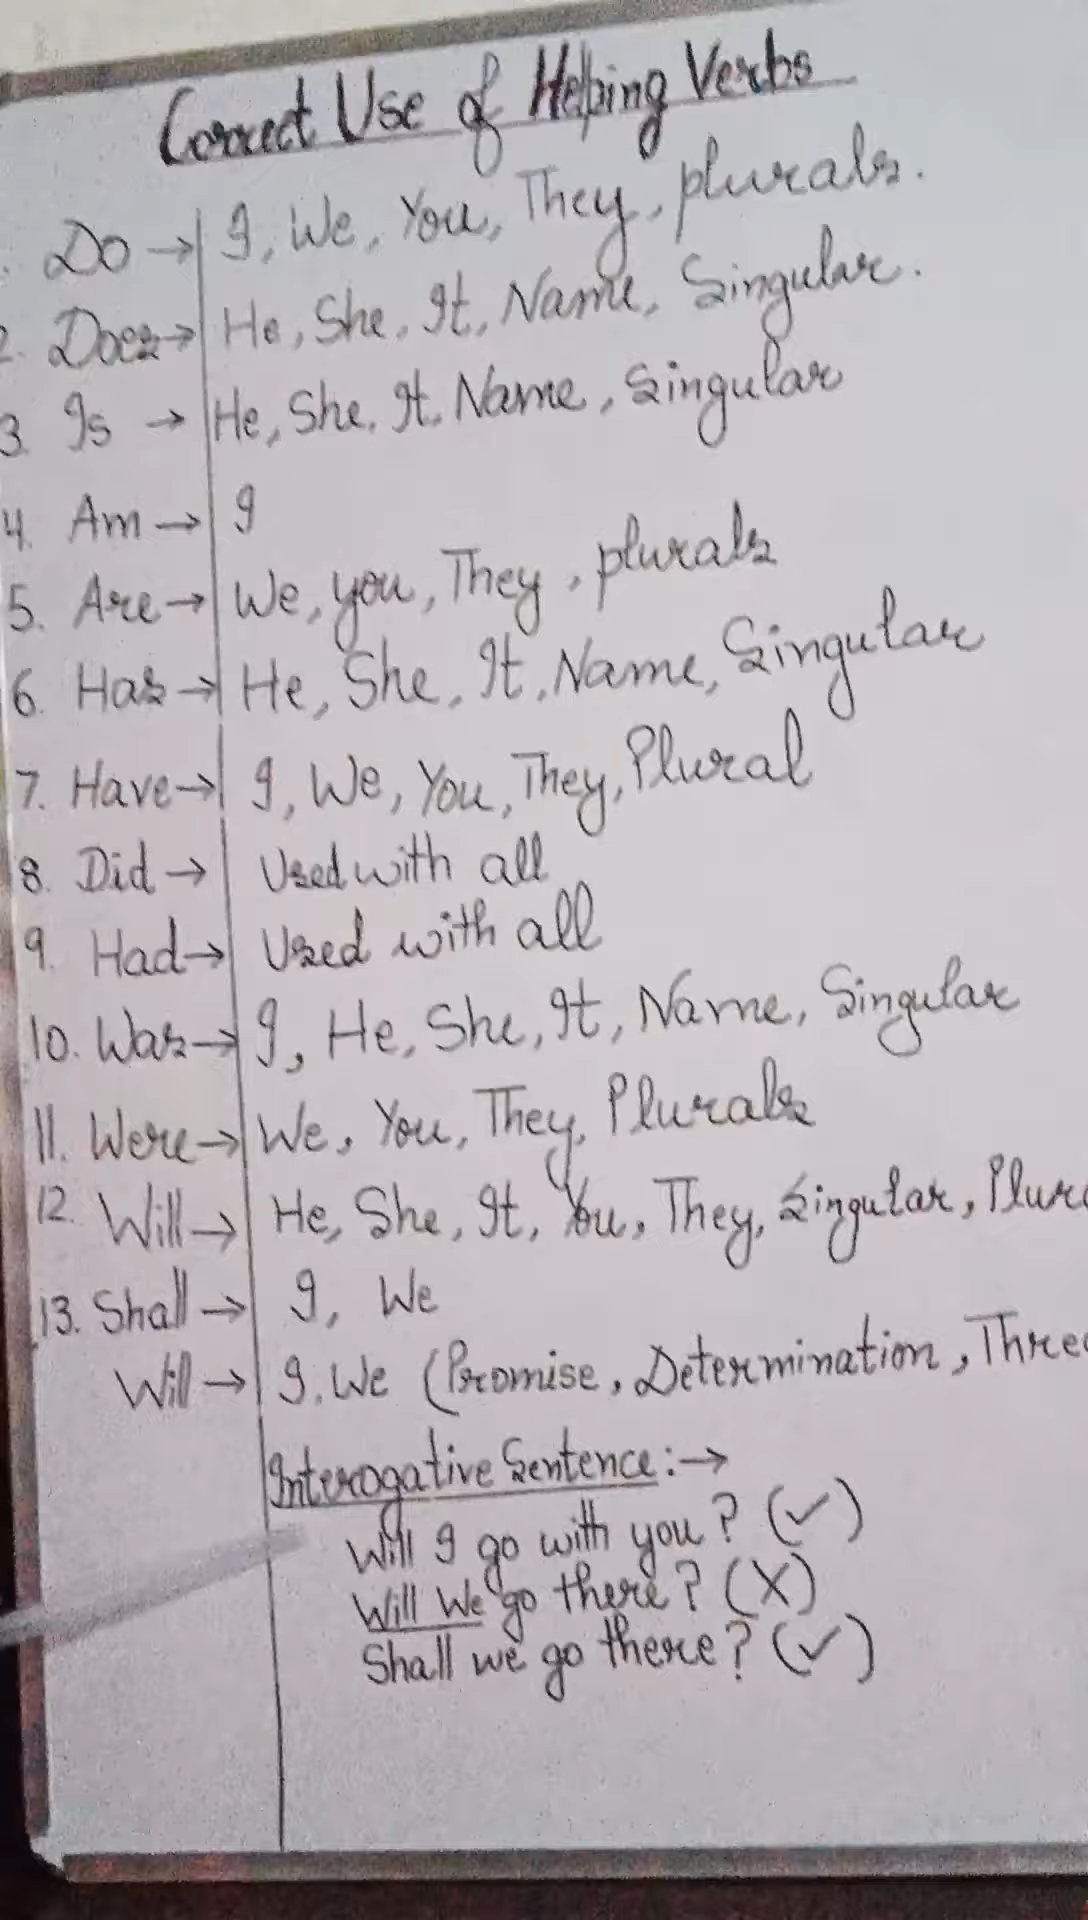 Correct Use of Helping Verbs
Do → I, We, You, They, plurals.
2. Does → He, She, It, Name, Singular.
3. Is → He, She, It, Name, Singular
4. Am → I
5. Are → We, you, They, plurals
6. Has → He, She, It, Name, Singular
7. Have → I, We, You, They, Plural
8. Did → Used with all
9. Had → Used with all
10. Was → I, He, She, It, Name, Singular
11. Were → We, You, They, Plurals
12. Will → He, She, It, You, They, Singular,
13. Shall → I, We
Will → I, We (Promise, Determination,
Interogative Sentence:→
Will I go with you? (✓)
Will We go there? (X)
Shall we go there? (✓)